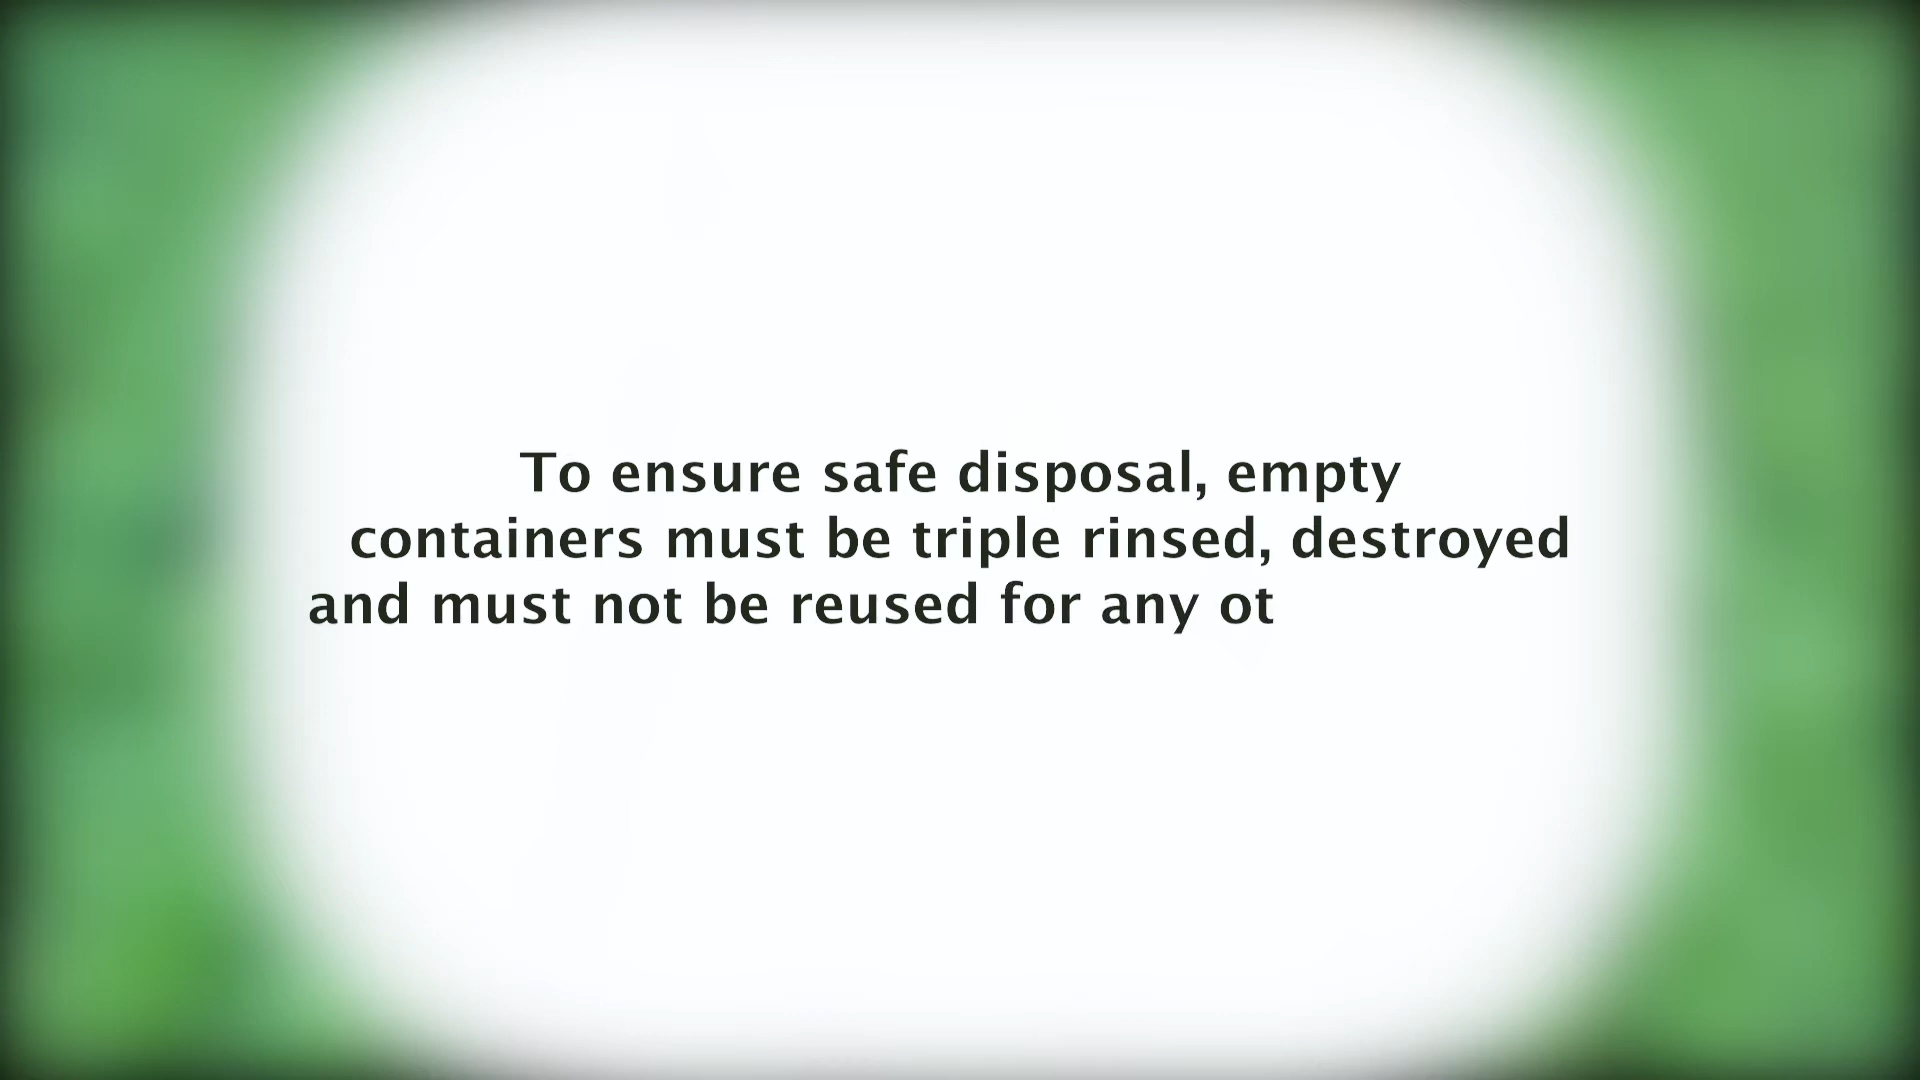 To ensure safe disposal, empty
containers must be triple rinsed, destroyed
and must not be reused for any ot